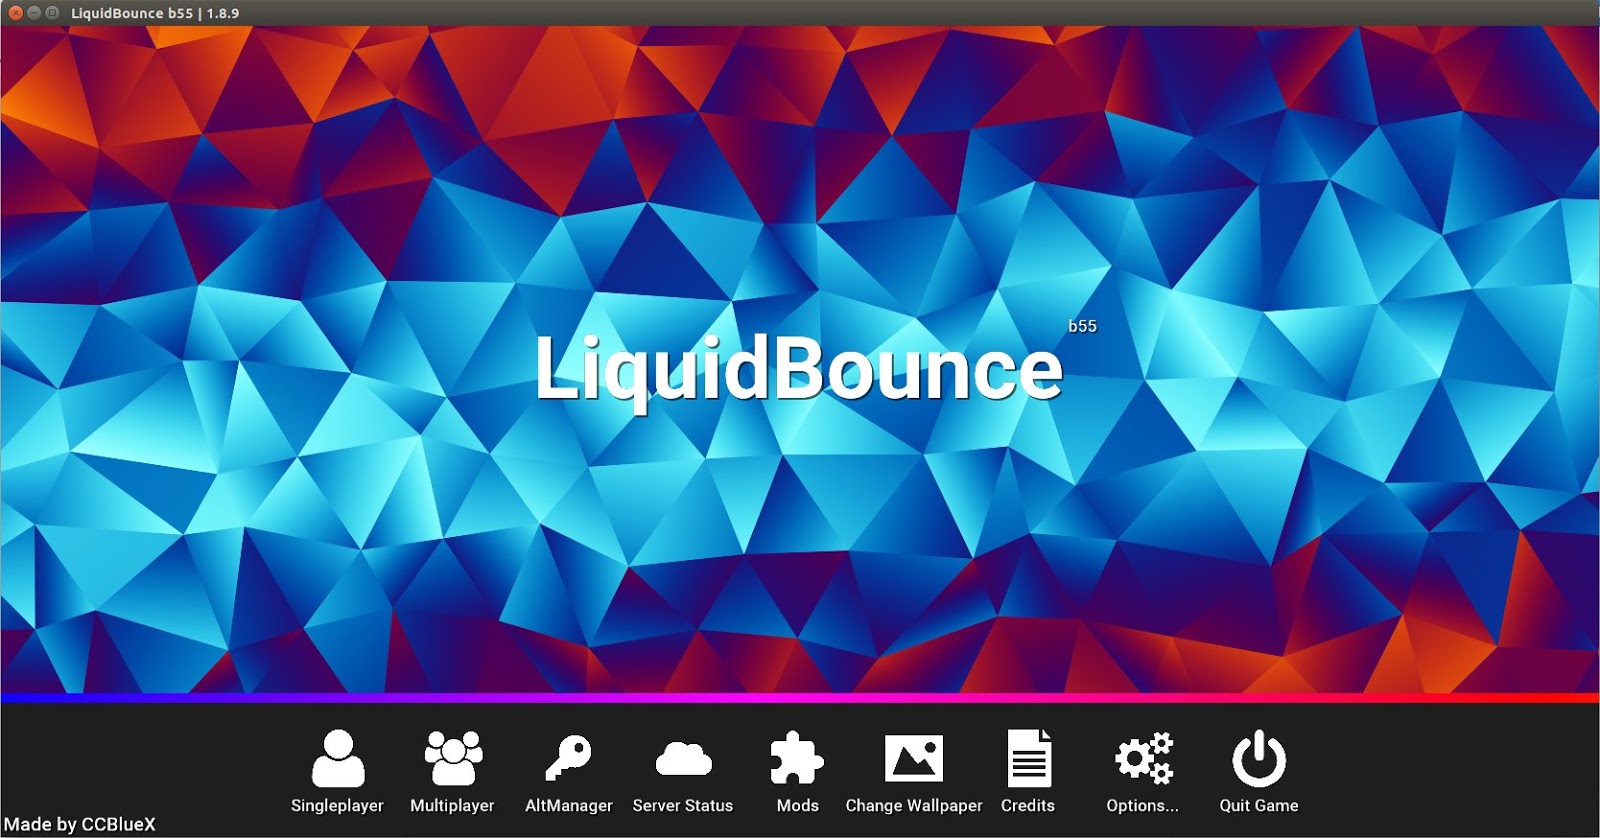 LiquidBounce b55 | 1.8.9
b55
LiquidBounce
Singleplayer Multiplayer AltManager Server Status Mods Change Wallpaper Credits Options... Quit Game
Made by CCBlueX